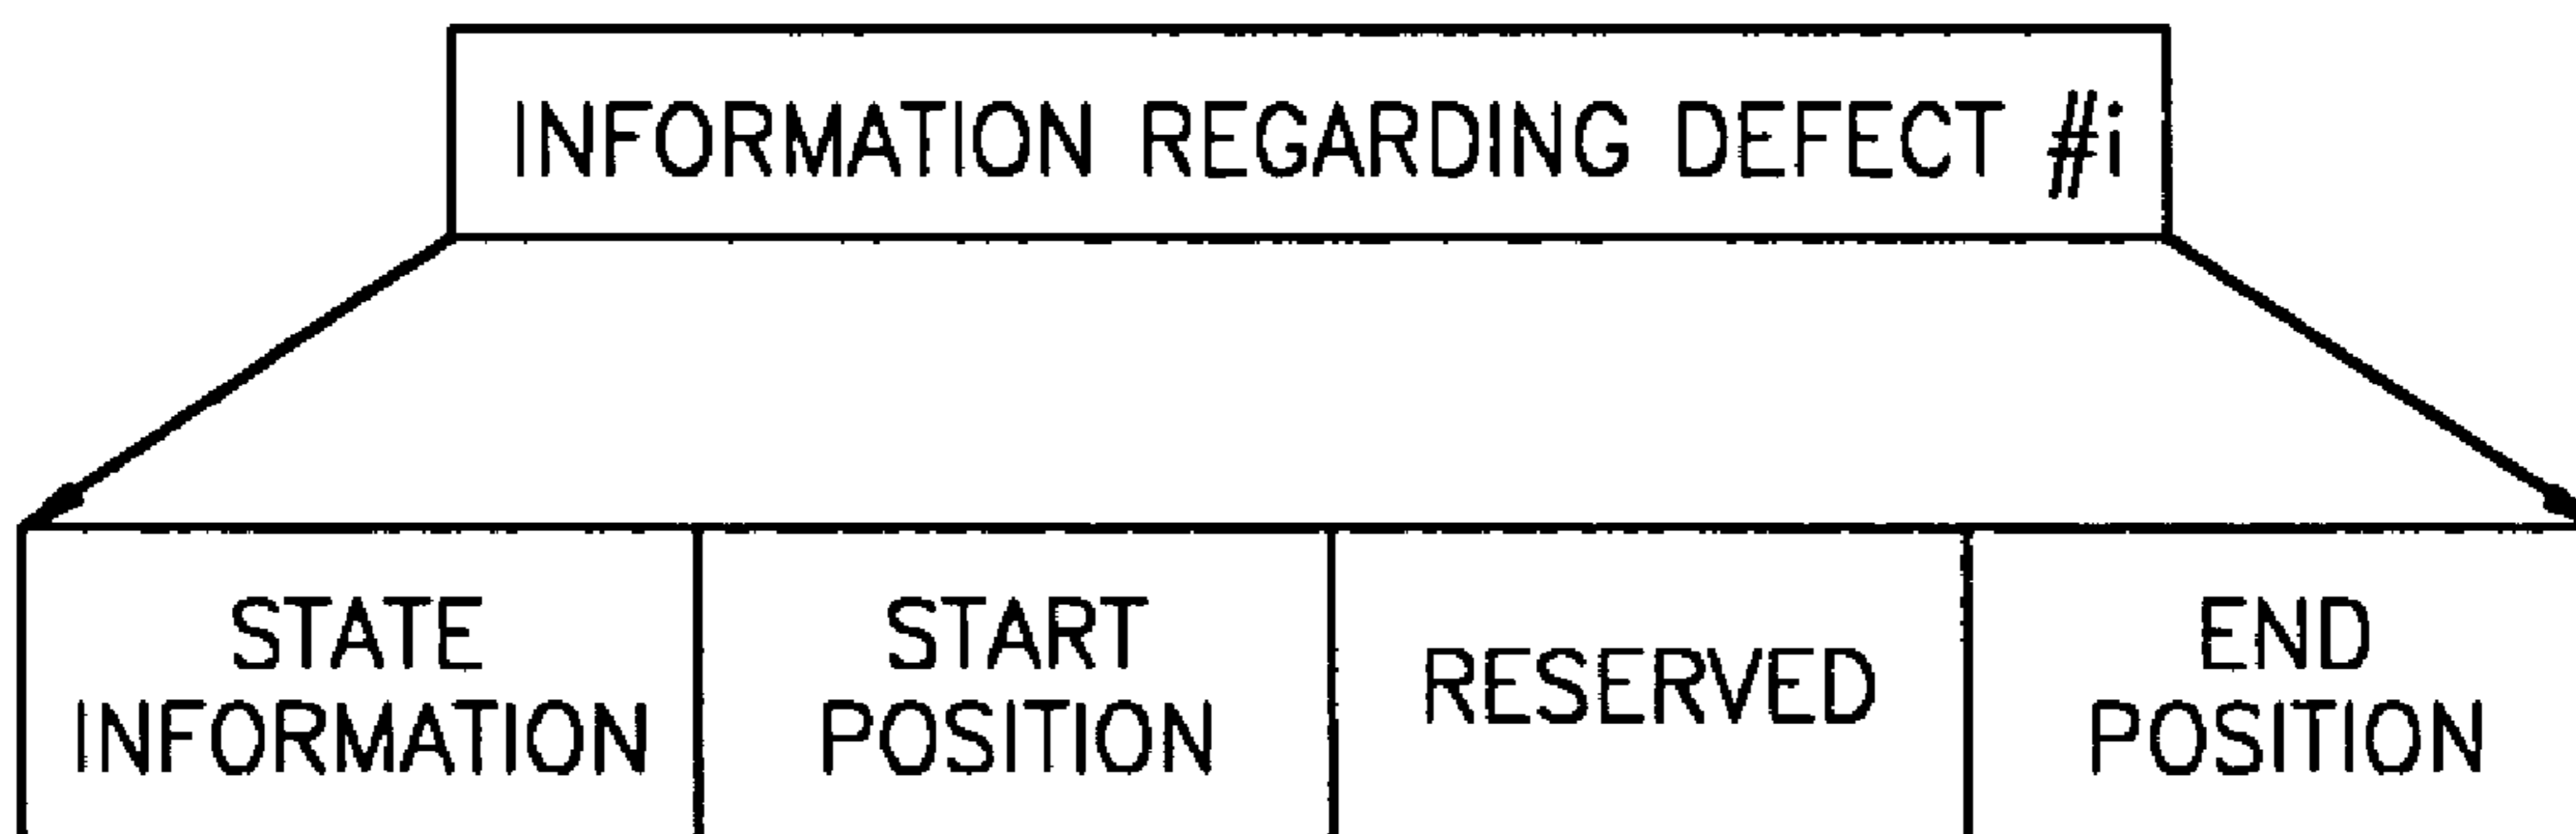 INFORMATION REGARDING DEFECT #i
STATE
INFORMATION
START
POSITION
RESERVED
END
POSITION